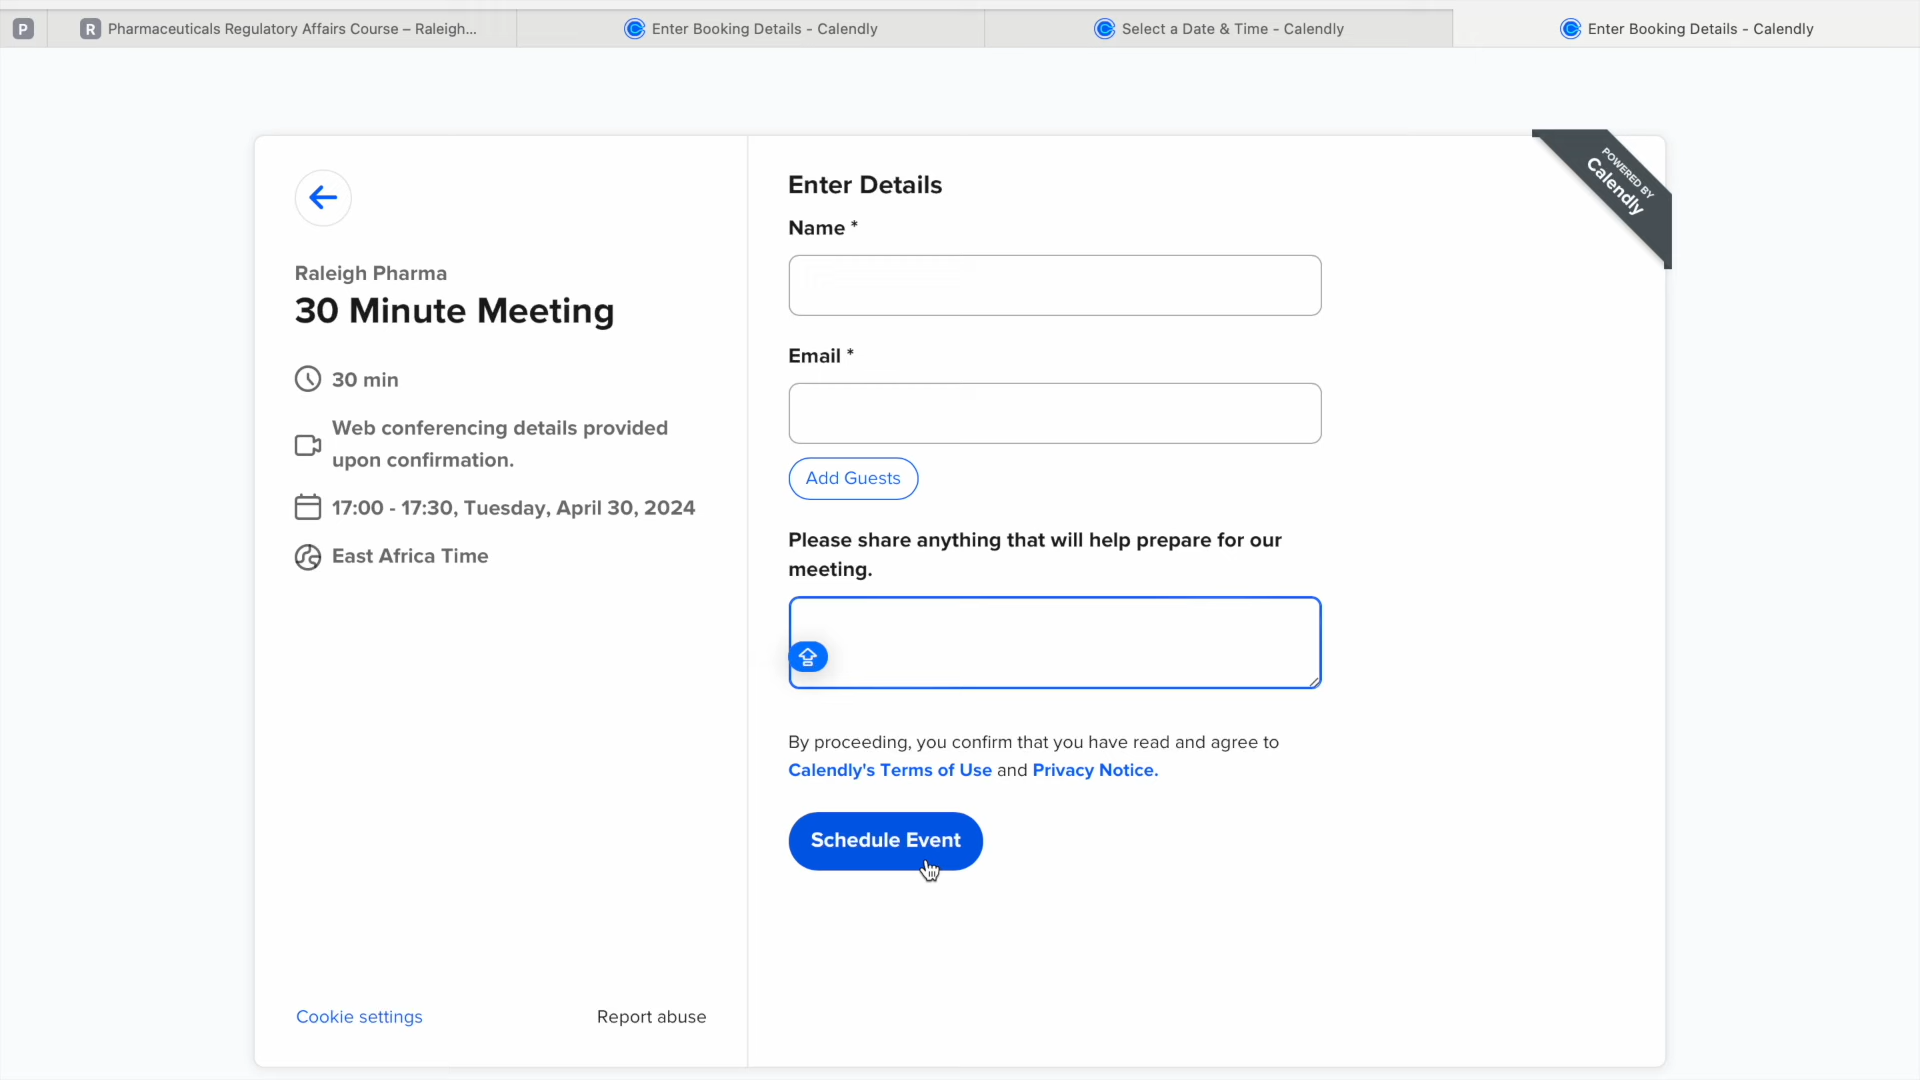 P
R Pharmaceuticals Regulatory Affairs Course – Raleigh...
Enter Booking Details - Calendly
Select a Date & Time - Calendly
Enter Booking Details - Calendly
POWERED BY
Calendly
Raleigh Pharma
30 Minute Meeting
30 min
Web conferencing details provided
upon confirmation.
17:00 - 17:30, Tuesday, April 30, 2024
East Africa Time
Cookie settings
Report abuse
Enter Details
Name *
Email *
Add Guests
Please share anything that will help prepare for our
meeting.
By proceeding, you confirm that you have read and agree to
Calendly's Terms of Use and Privacy Notice.
Schedule Event